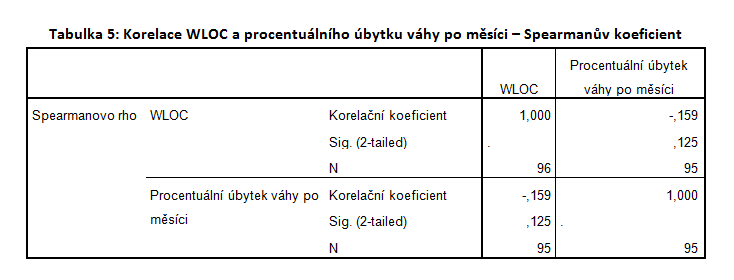 Tabulka 5: Korelace WLOC a procentuálního úbytku váhy po měsíci – Spearmanův koeficient
WLOC Procentuální úbytek váhy po měsíci
Spearmanovo rho WLOC Korelační koeficient 1,000 -,159
Sig. (2-tailed) . ,125
N 96 95
Procentuální úbytek váhy po měsíci Korelační koeficient -,159 1,000
Sig. (2-tailed) ,125 .
N 95 95